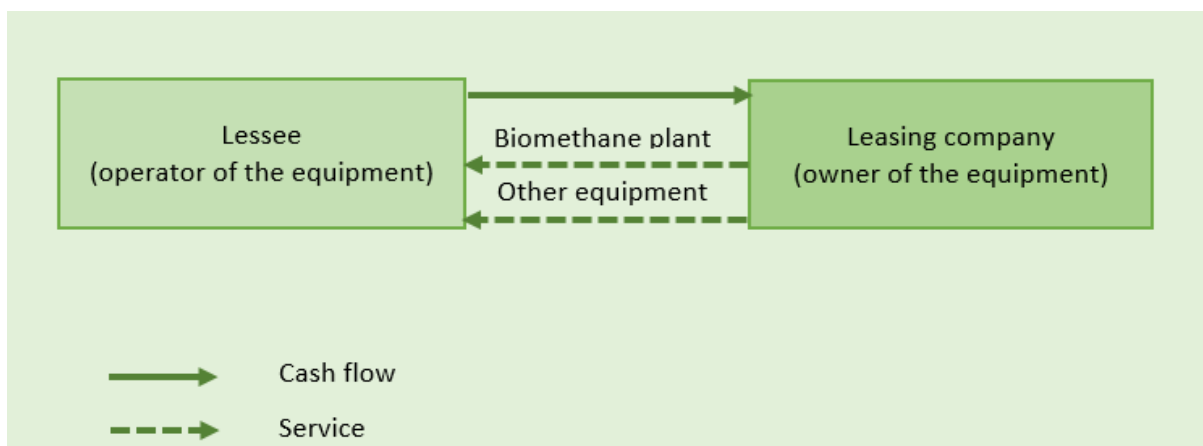 Lessee
(operator of the equipment)
Biomethane plant
Other equipment
Leasing company
(owner of the equipment)
Cash flow
Service